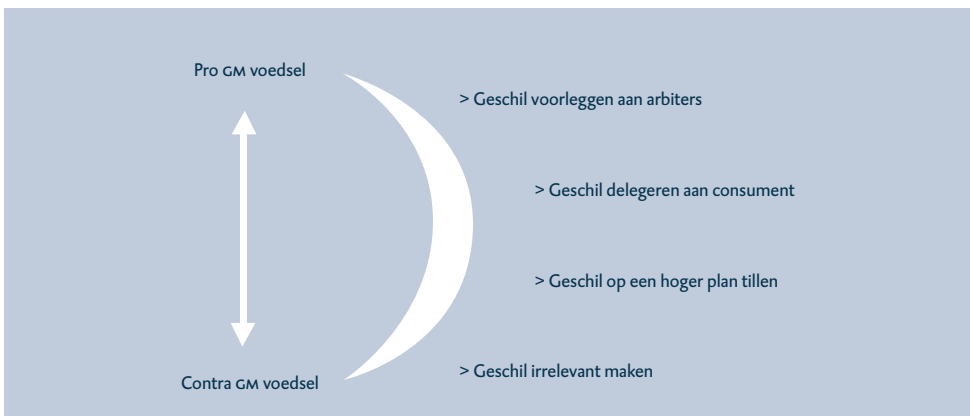 Pro GM voedsel
> Geschil voorleggen aan arbiters
> Geschil delegeren aan consument
> Geschil op een hoger plan tillen
> Geschil irrelevant maken
Contra GM voedsel